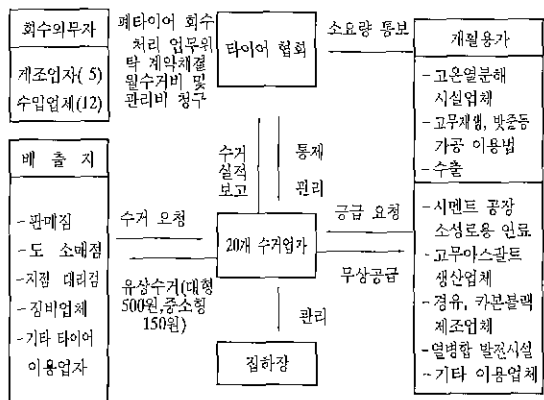 회수의무자
제조업자( 5)
수입업체(12)
폐타이어 회수
처리 업무위
탁 계약체결
월수거비 및
관리비 청구
타이어 협회
소요량 통보
재활용가
-고온열분해
시설업체
-고무재생, 밧줄등
가공 이용법
-수출
배 출 지
-판매점
-도 소매점
-지점 대리점
-정비업체
-기타 타이어
이용업자
수거
실적
보고
통제
관리
수거 요청
유상수거(대형
500원,중소형
150원)
20개 수거업자
공급 요청
무상공급
-시멘트 공장
소성로용 연료
-고무아스팔트
생산업체
-경유, 카본블랙
제조업체
-열병합 발전시설
-기타 이용업체
관리
집하장